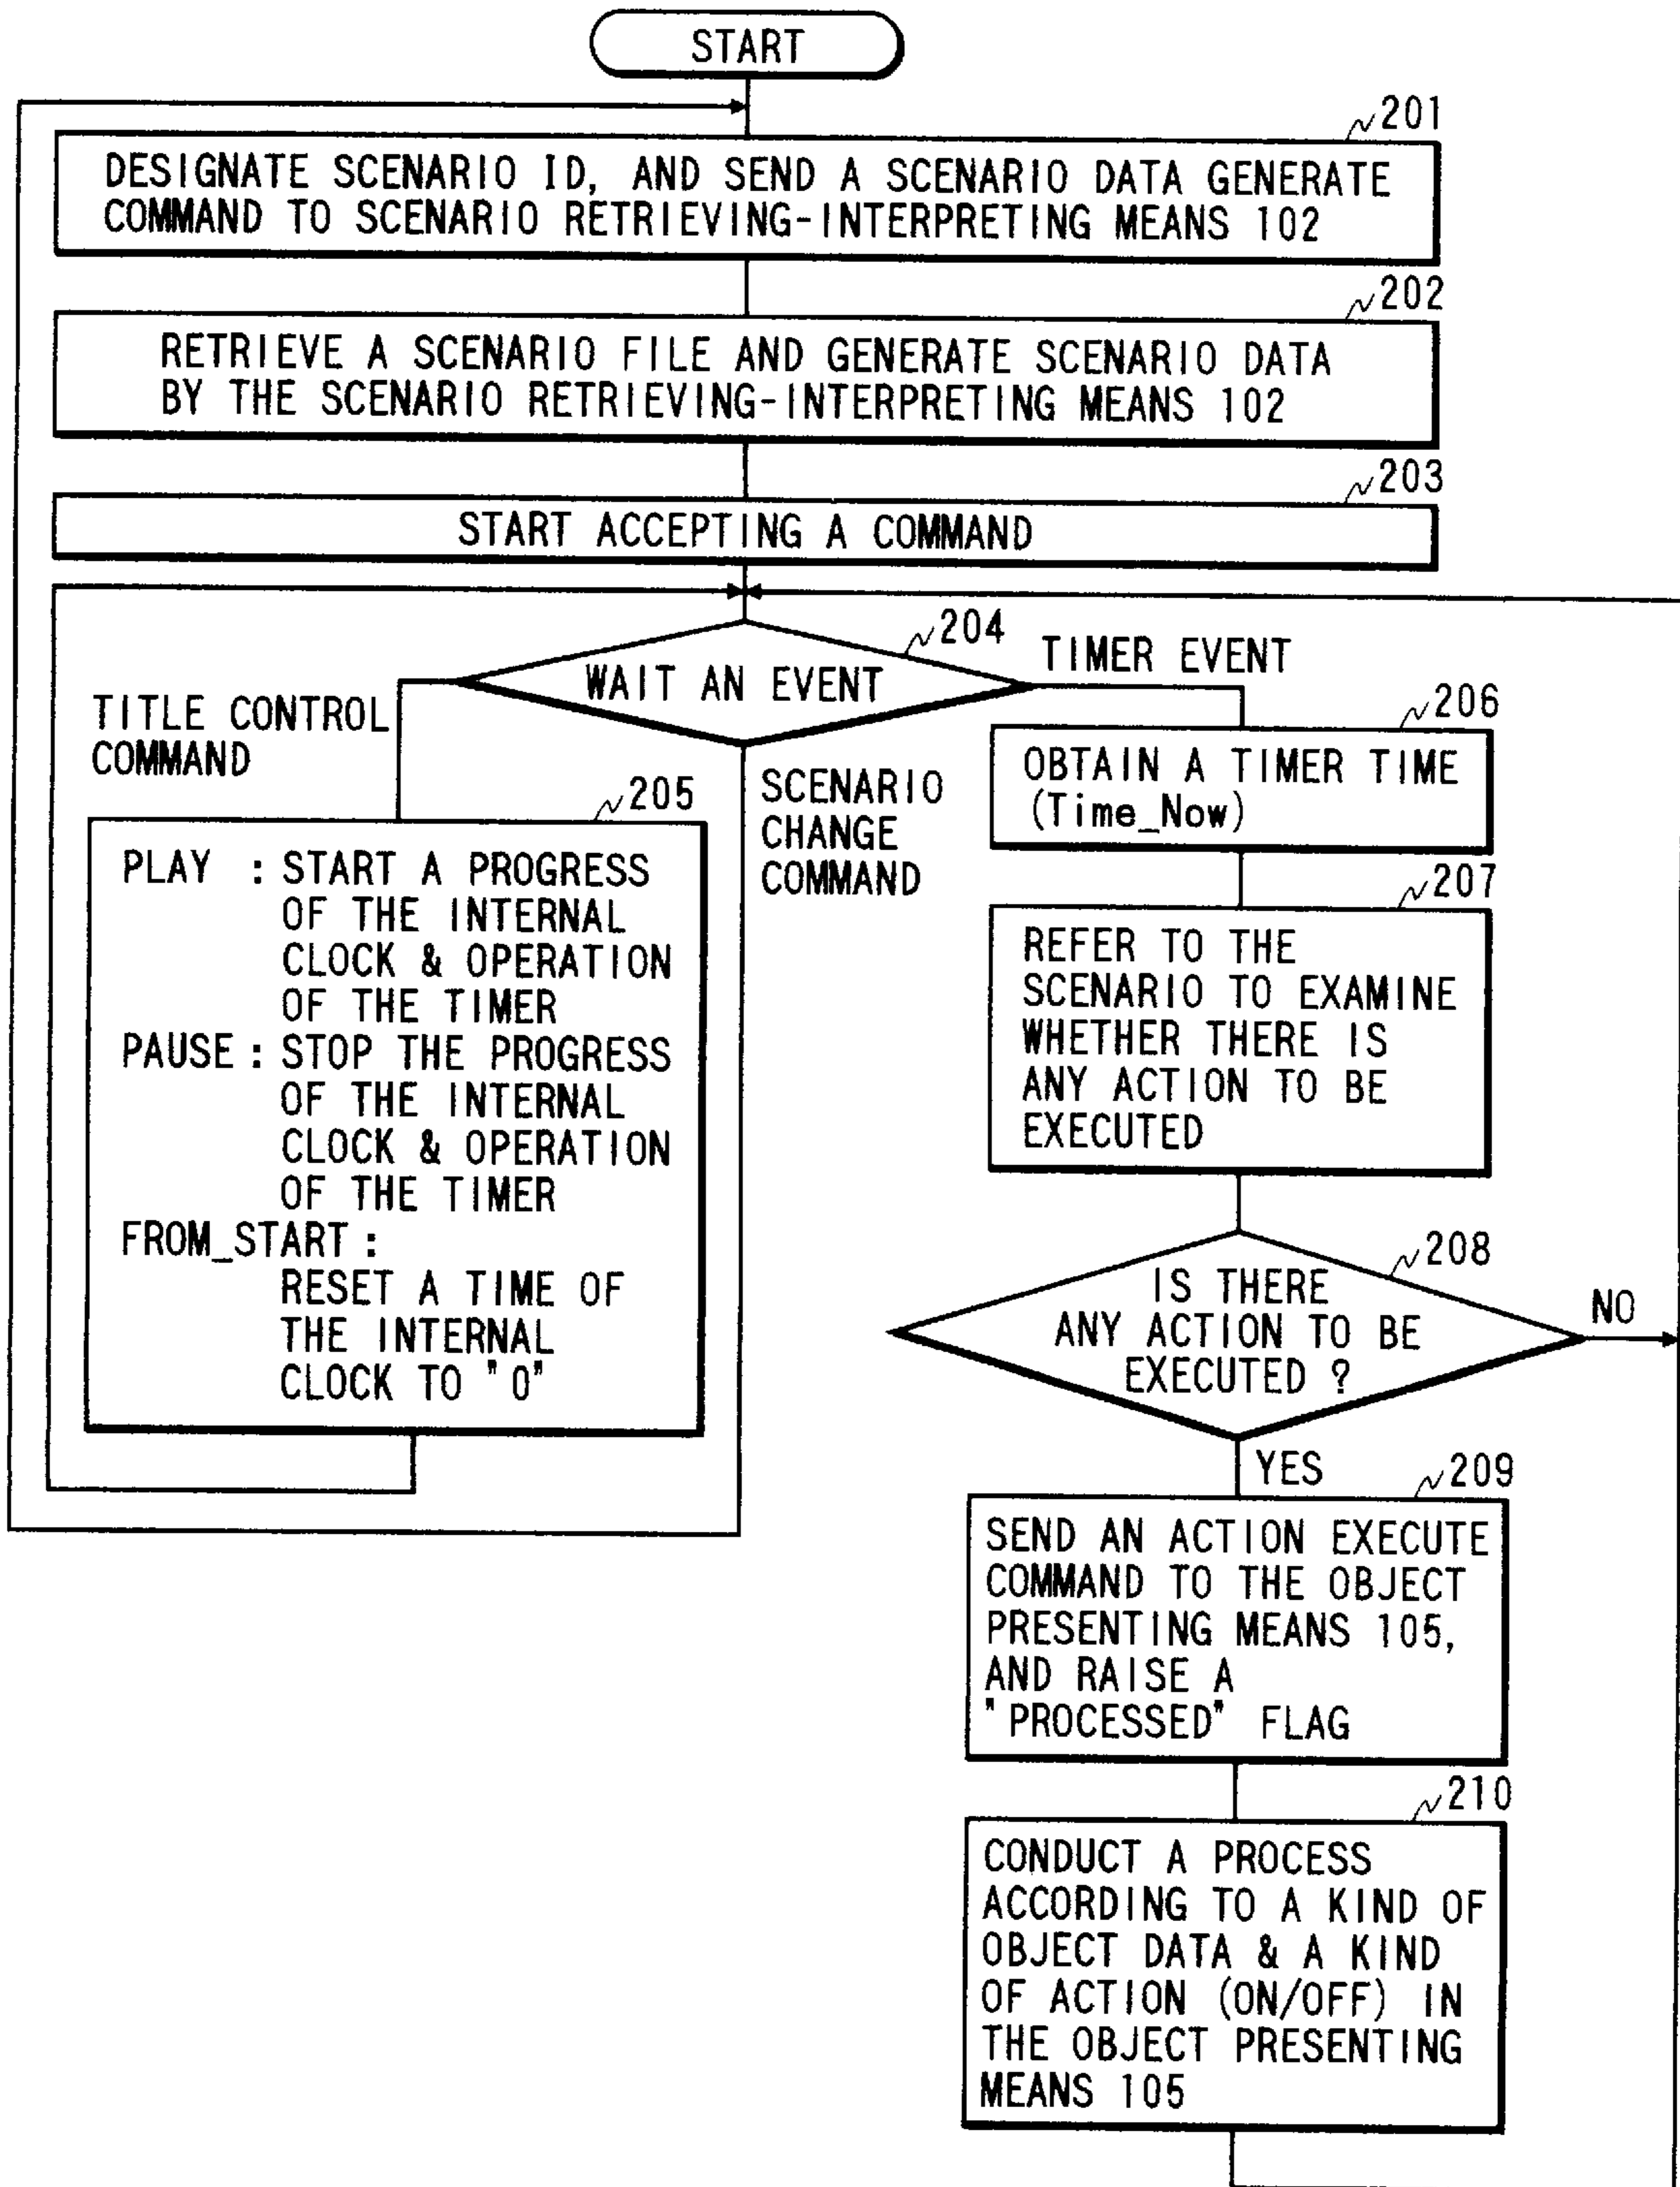 START
201
DESIGNATE SCENARIO ID, AND SEND A SCENARIO DATA GENERATE
COMMAND TO SCENARIO RETRIEVING-INTERPRETING MEANS 102
202
RETRIEVE A SCENARIO FILE AND GENERATE SCENARIO DATA
BY THE SCENARIO RETRIEVING-INTERPRETING MEANS 102
203
START ACCEPTING A COMMAND
204
WAIT AN EVENT
TITLE CONTROL
COMMAND
205
PLAY : START A PROGRESS
OF THE INTERNAL
CLOCK & OPERATION
OF THE TIMER
PAUSE : STOP THE PROGRESS
OF THE INTERNAL
CLOCK & OPERATION
OF THE TIMER
FROM_START :
RESET A TIME OF
THE INTERNAL
CLOCK TO "0"
SCENARIO
CHANGE
COMMAND
TIMER EVENT
206
OBTAIN A TIMER TIME
(Time_Now)
207
REFER TO THE
SCENARIO TO EXAMINE
WHETHER THERE IS
ANY ACTION TO BE
EXECUTED
208
IS THERE
ANY ACTION TO BE
EXECUTED ?
NO
YES
209
SEND AN ACTION EXECUTE
COMMAND TO THE OBJECT
PRESENTING MEANS 105,
AND RAISE A
"PROCESSED" FLAG
210
CONDUCT A PROCESS
ACCORDING TO A KIND OF
OBJECT DATA & A KIND
OF ACTION (ON/OFF) IN
THE OBJECT PRESENTING
MEANS 105